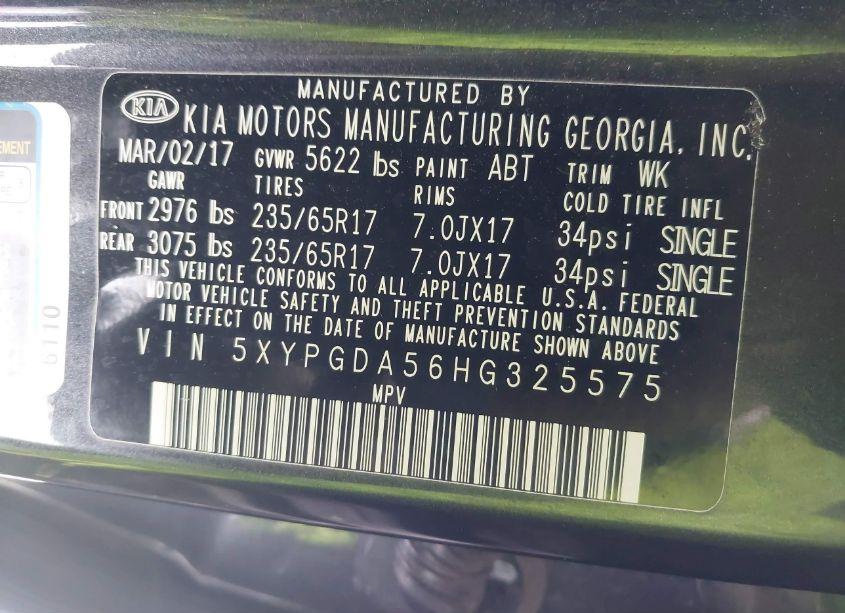 MANUFACTURED BY
KIA KIA MOTORS MANUFACTURING GEORGIA, INC.
MAR/02/17 GVWR 5622 lbs PAINT ABT TRIM WK
GAWR TIRES RIMS COLD TIRE INFL
FRONT 2976 lbs 235/65R17 7.0JX17 34psi SINGLE
REAR 3075 lbs 235/65R17 7.0JX17 34psi SINGLE
THIS VEHICLE CONFORMS TO ALL APPLICABLE U.S.A. FEDERAL
MOTOR VEHICLE SAFETY AND THEFT PREVENTION STANDARDS
IN EFFECT ON THE DATE OF MANUFACTURE SHOWN ABOVE
VIN 5XYPGDA56HG325575
MPV
6110